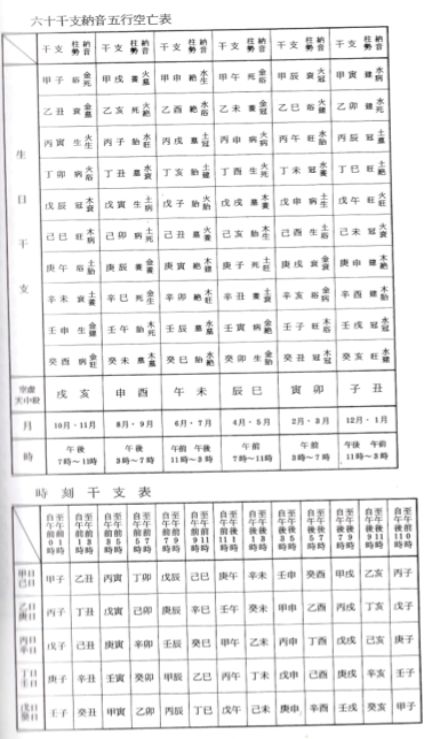 六十干支納音五行空亡表
干支 柱勢 納音 干支 柱勢 納音 干支 柱勢 納音 干支 柱勢 納音 干支 柱勢 納音 干支 柱勢 納音
生日干支
甲子 浴 金死 甲戌 養 火墓 甲申 絶 水生 甲午 死 金浴 甲辰 衰 火冠 甲寅 建 水病
乙丑 衰 金墓 乙亥 死 火絶 乙酉 絶 水浴 乙未 養 金冠 乙巳 浴 火建 乙卯 建 水死
丙寅 生 火生 丙子 胎 水旺 丙戌 墓 土冠 丙申 病 火病 丙午 旺 水胎 丙辰 冠 土墓
丁卯 病 火浴 丁丑 墓 水衰 丁亥 胎 土建 丁酉 生 火死 丁未 冠 水養 丁巳 旺 土絶
戊辰 冠 木衰 戊寅 生 土病 戊子 胎 火胎 戊戌 墓 木養 戊申 病 土生 戊午 旺 火旺
己巳 旺 木病 己卯 病 土死 己丑 墓 火養 己亥 胎 木生 己酉 生 土浴 己未 冠 火衰
庚午 浴 土胎 庚辰 養 金養 庚寅 絶 木建 庚子 死 土旺 庚戌 衰 金衰 庚申 建 木絶
辛未 衰 土養 辛巳 死 金生 辛卯 絶 木旺 辛丑 養 土衰 辛亥 浴 金病 辛酉 建 木胎
壬申 生 金建 壬午 胎 木死 壬辰 墓 水墓 壬寅 病 金絶 壬子 旺 木浴 壬戌 冠 水冠
癸酉 病 金旺 癸未 墓 木墓 癸巳 胎 水絶 癸卯 生 金胎 癸丑 冠 木冠 癸亥 旺 水建
空虚 天中殺 戌亥 申酉 午未 辰巳 寅卯 子丑
月 10月・11月 8月・9月 6月・7月 4月・5月 2月・3月 12月・1月
時 午後 7時〜11時 午後 3時〜7時 午前 午後 11時〜3時 午前 7時〜11時 午前 3時〜7時 午後 午前 11時〜3時
時刻干支表
自午前0時至午前1時 自午前1時至午前3時 自午前3時至午前5時 自午前5時至午前7時 自午前7時至午前9時 自午前9時至午前11時 自午前11時至午後1時 自午後1時至午後3時 自午後3時至午後5時 自午後5時至午後7時 自午後7時至午後9時 自午後9時至午後11時 自午後11時至午前0時
甲日己日 甲子 乙丑 丙寅 丁卯 戊辰 己巳 庚午 辛未 壬申 癸酉 甲戌 乙亥 丙子
乙日庚日 丙子 丁丑 戊寅 己卯 庚辰 辛巳 壬午 癸未 甲申 乙酉 丙戌 丁亥 戊子
丙日辛日 戊子 己丑 庚寅 辛卯 壬辰 癸巳 甲午 乙未 丙申 丁酉 戊戌 己亥 庚子
丁日壬日 庚子 辛丑 壬寅 癸卯 甲辰 乙巳 丙午 丁未 戊申 己酉 庚戌 辛亥 壬子
戊日癸日 壬子 癸丑 甲寅 乙卯 丙辰 丁巳 戊午 己未 庚申 辛酉 壬戌 癸亥 甲子